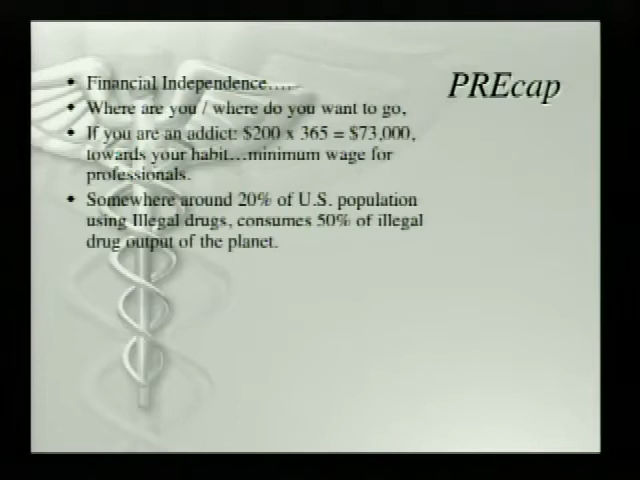 PREcap
• Financial Independence….
• Where are you / where do you want to go,
• If you are an addict: $200 x 365 = $73,000,
towards your habit…minimum wage for
professionals.
• Somewhere around 20% of U.S. population
using Illegal drugs, consumes 50% of illegal
drug output of the planet.